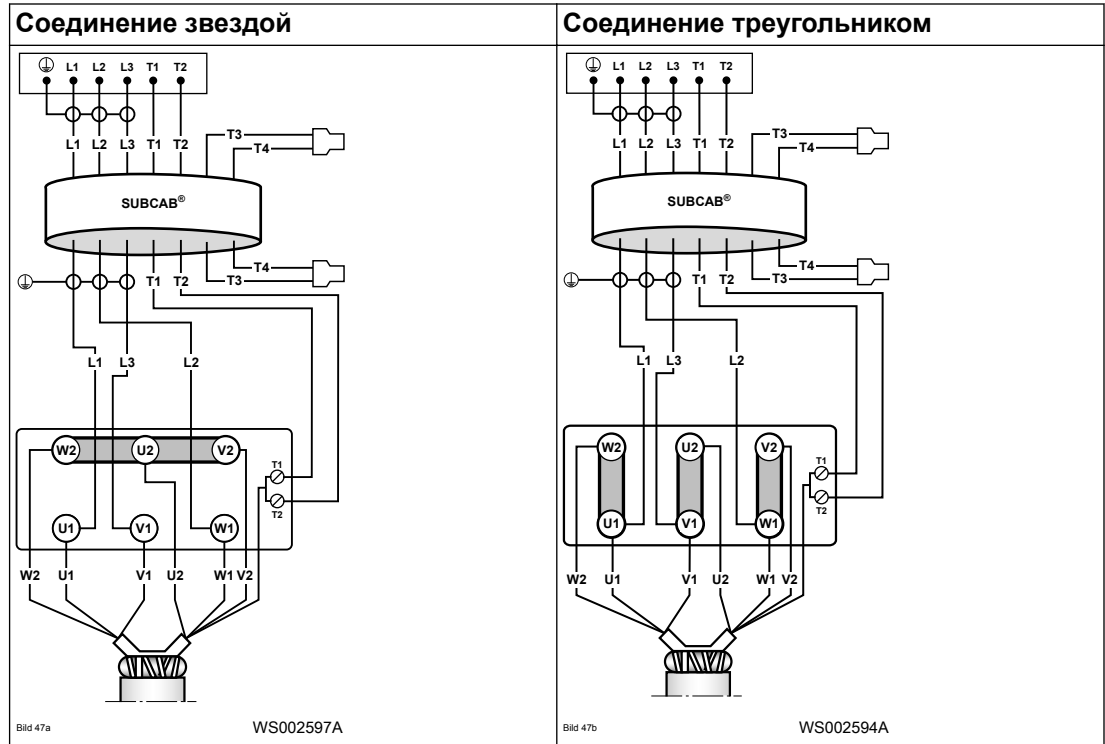 Соединение звездой
L1 L2 L3 T1 T2
L1 L2 L3 T1 T2
T3
T4
SUBCAB®
T4
T3
T1 T2
L1 L3 L2
W2 U2 V2
T1
T2
U1 V1 W1
W2 U1 V1 U2 W1 V2
Bild 47a
WS002597A
Соединение треугольником
L1 L2 L3 T1 T2
L1 L2 L3 T1 T2
T3
T4
SUBCAB®
T4
T3
T1 T2
L1 L3 L2
W2 U2 V2
T1
T2
U1 V1 W1
W2 U1 V1 U2 W1 V2
Bild 47b
WS002594A